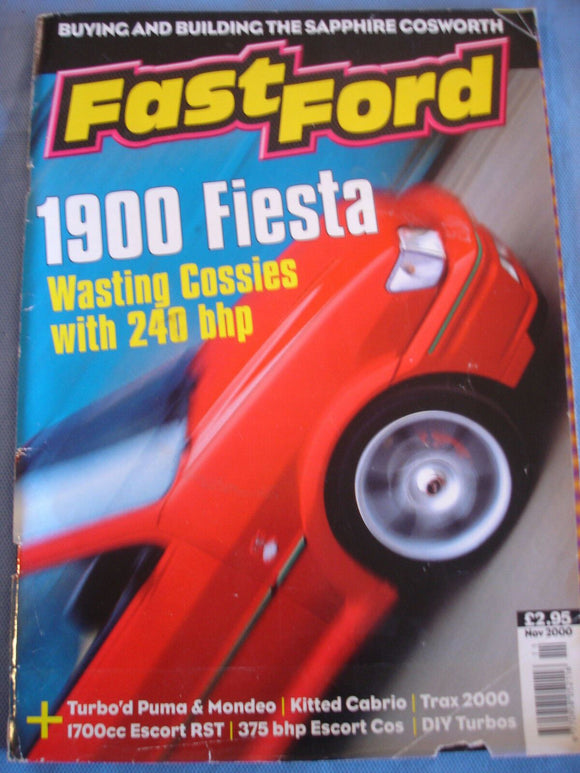 BUYING AND BUILDING THE SAPPHIRE COSWORTH
Fast Ford
1900 Fiesta
Wasting Cossies
with 240 bhp
£2.95
Nov 2000
+ Turbo'd Puma & Mondeo | Kitted Cabrio | Trax 2000
1700cc Escort RST | 375 bhp Escort Cos | DIY Turbos